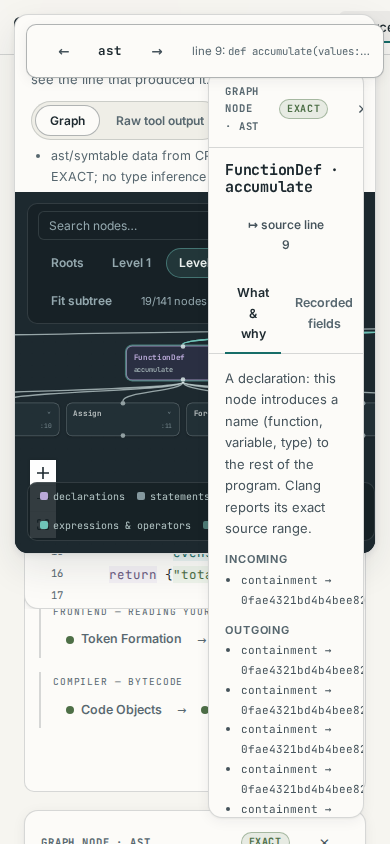 ← ast → line 9: def accumulate(values:...
see the line that produced it.
Graph Raw tool output
• ast/symtable data from CP
EXACT; no type inference
Search nodes...
Roots Level 1 Leve
Fit subtree 19/141 nodes
FunctionDef
accumulate
:10
Assign :11
For
+
declarations statements
expressions & operators
16 return {"tota
17
FRONTEND — READING YOUR
Token Formation →
COMPILER — BYTECODE
Code Objects →
GRAPH NODE · AST EXACT ×
GRAPH
NODE
· AST
EXACT
FunctionDef ·
accumulate
↦ source line
9
What
&
why
Recorded
fields
A declaration: this
node introduces a
name (function,
variable, type) to
the rest of the
program. Clang
reports its exact
source range.
INCOMING
• containment →
0fae4321bd4b4bee82
OUTGOING
• containment →
0fae4321bd4b4bee82
• containment →
0fae4321bd4b4bee82
• containment →
0fae4321bd4b4bee82
• containment →
0fae4321bd4b4bee82
• containment →